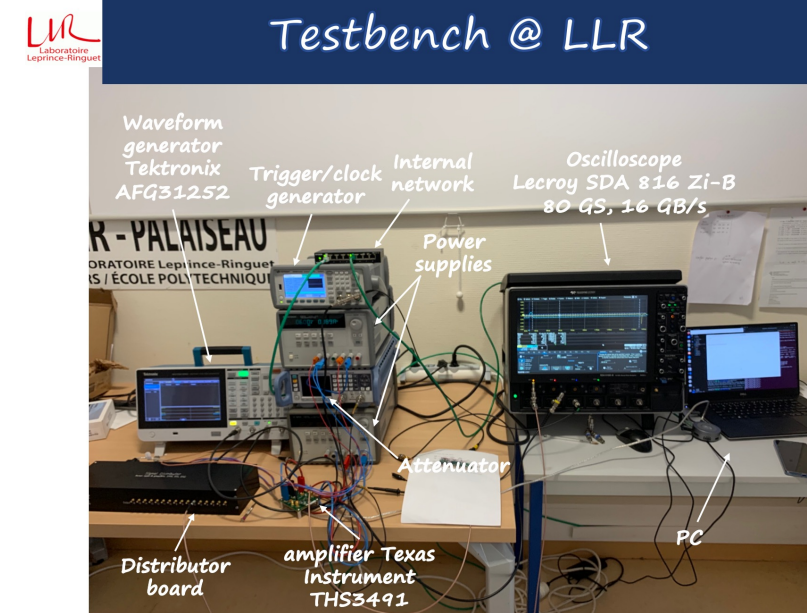 LLR
Laboratoire
Leprince-Ringuet
Testbench @ LLR
Waveform
generator
Tektronix
AFG31252
Trigger/clock
generator
Internal
network
Oscilloscope
Lecroy SDA 816 Zi-B
80 GS, 16 GB/s
Power
supplies
R - PALAISEAU
ORATOIRE Leprince-Ringuet
RS / ÉCOLE POLYTECHNIQU
Attenuator
PC
Distributor
board
amplifier Texas
Instrument
THS3491